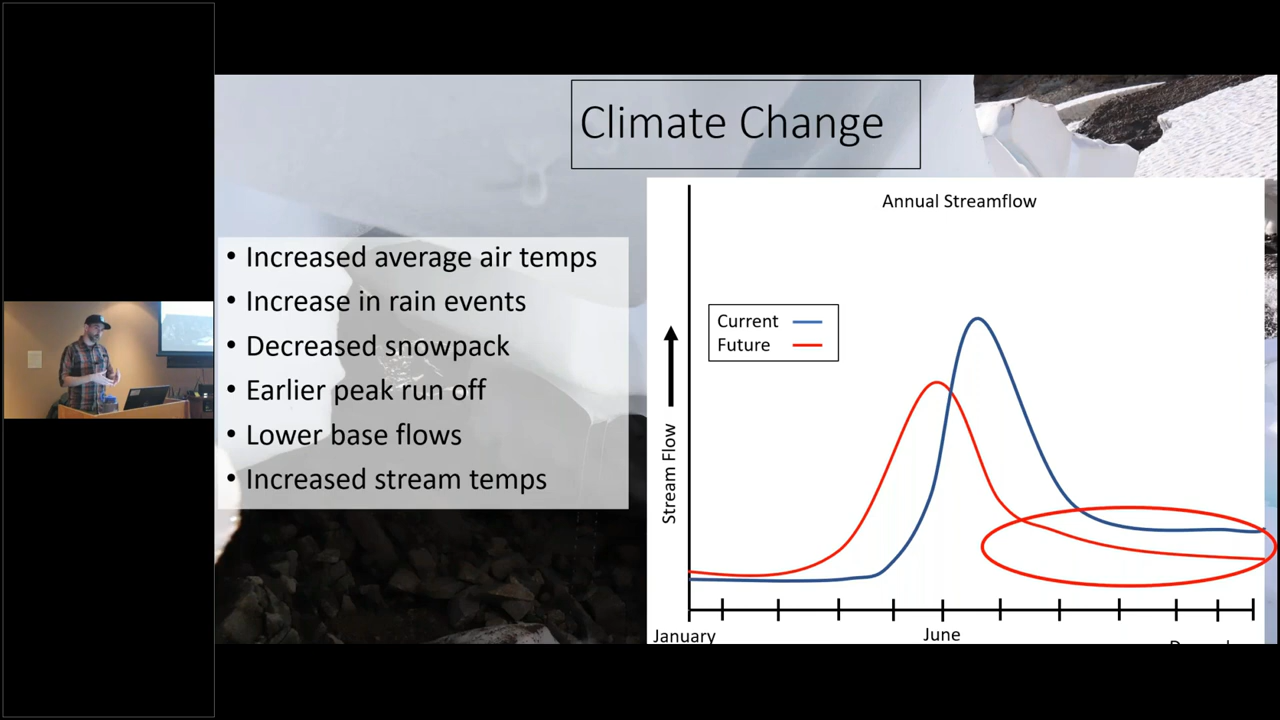 Climate Change
• Increased average air temps
• Increase in rain events
• Decreased snowpack
• Earlier peak run off
• Lower base flows
• Increased stream temps
Annual Streamflow
Current
Future
Stream Flow
January
June